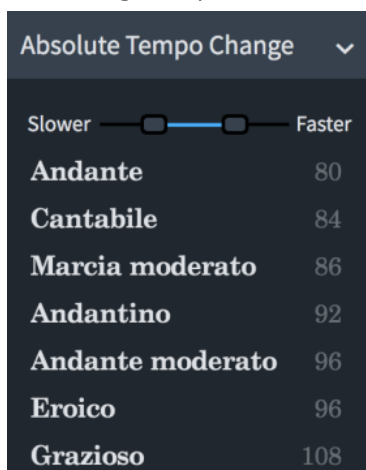 Absolute Tempo Change
Slower Faster
Andante 80
Cantabile 84
Marcia moderato 86
Andantino 92
Andante moderato 96
Eroico 96
Grazioso 108